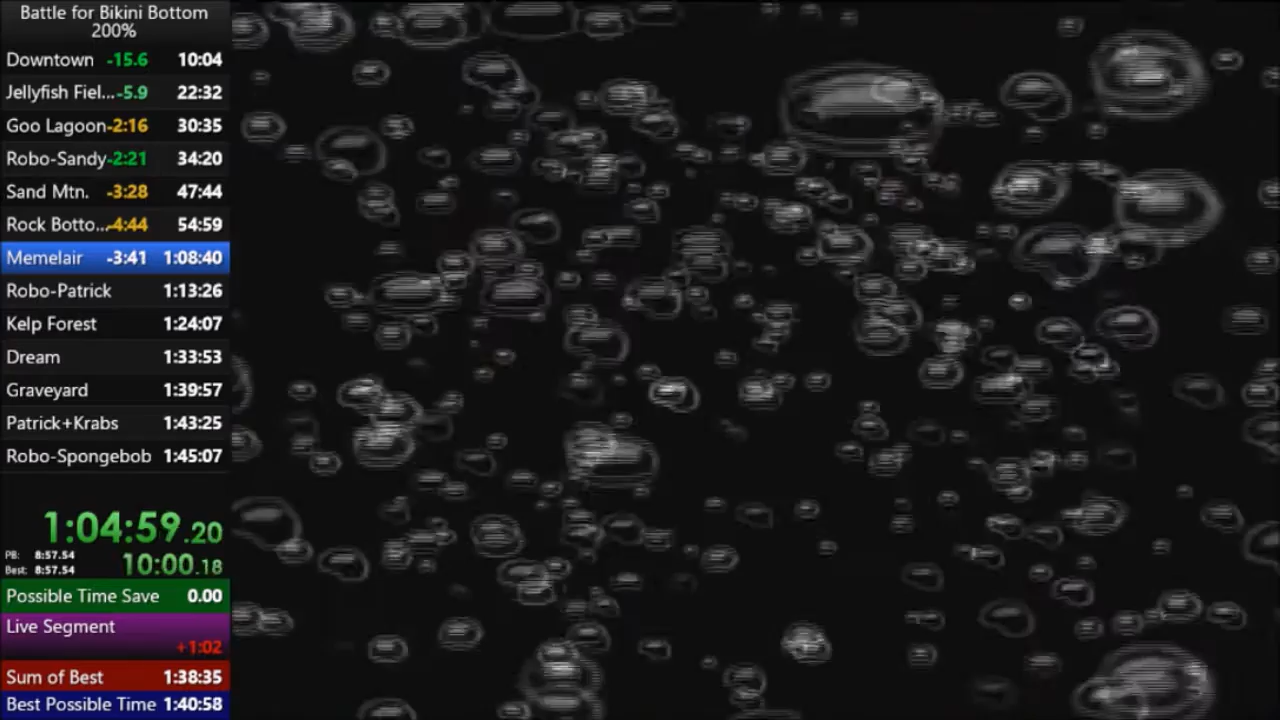 Battle for Bikini Bottom
200%
Downtown -15.6 10:04
Jellyfish Fiel... -5.9 22:32
Goo Lagoon -2:16 30:35
Robo-Sandy -2:21 34:20
Sand Mtn. -3:28 47:44
Rock Botto... -4:44 54:59
Memelair -3:41 1:08:40
Robo-Patrick 1:13:26
Kelp Forest 1:24:07
Dream 1:33:53
Graveyard 1:39:57
Patrick+Krabs 1:43:25
Robo-Spongebob 1:45:07
1:04:59.20
PB: 8:57.54
Best: 8:57.54
10:00.18
Possible Time Save 0.00
Live Segment
+1:02
Sum of Best 1:38:35
Best Possible Time 1:40:58